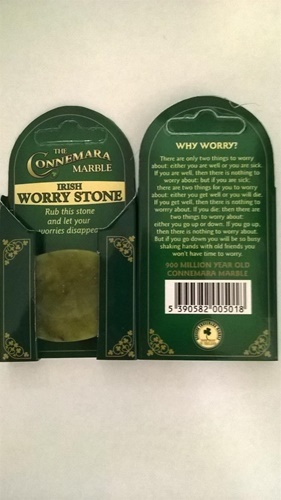 THE
CONNEMARA
MARBLE
IRISH
WORRY STONE
Rub this stone
and let your
worries disappear
WHY WORRY?
There are only two things to worry
about: either you are well or you are sick.
If you are well, then there is nothing to
worry about: but if you are sick:
there are two things for you to worry
about: either you get well or you will die.
If you get well, then there is nothing to
worry about. If you die: then there are
two things to worry about:
either you go up or down. If you go up,
then there is nothing to worry about.
But if you go down you will be so busy
shaking hands with old friends you
won't have time to worry.
900 MILLION YEAR OLD
CONNEMARA MARBLE
5 390582 005018